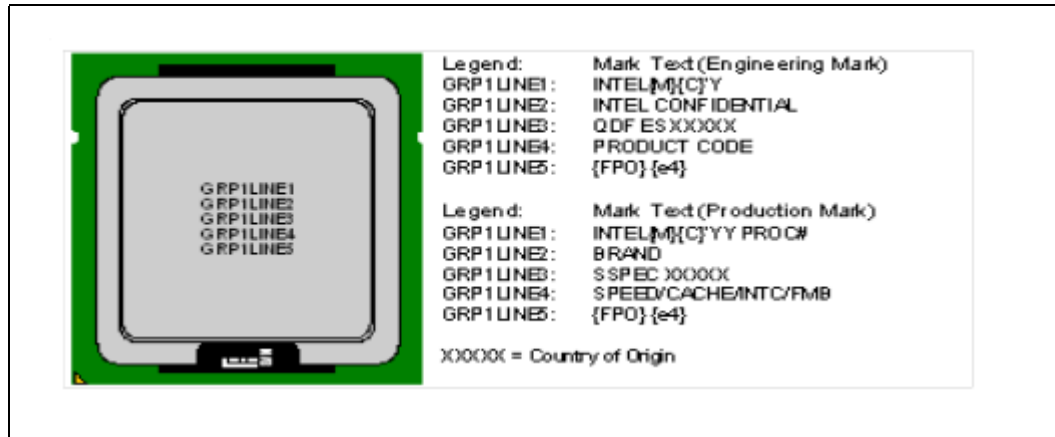 GRP1LINE1
GRP1LINE2
GRP1LINE3
GRP1LINE4
GRP1LINE5
Legend: Mark Text (Engineering Mark)
GRP1LINE1: INTEL{M}{C}'Y
GRP1LINE2: INTEL CONFIDENTIAL
GRP1LINE3: QDF ES XXXXX
GRP1LINE4: PRODUCT CODE
GRP1LINE5: {FPO} {e4}
Legend: Mark Text (Production Mark)
GRP1LINE1: INTEL{M}{C}'YY PROC#
GRP1LINE2: BRAND
GRP1LINE3: SSPEC XXXXX
GRP1LINE4: SPEED/CACHE/INTC/FMB
GRP1LINE5: {FPO} {e4}
XXXXX = Country of Origin